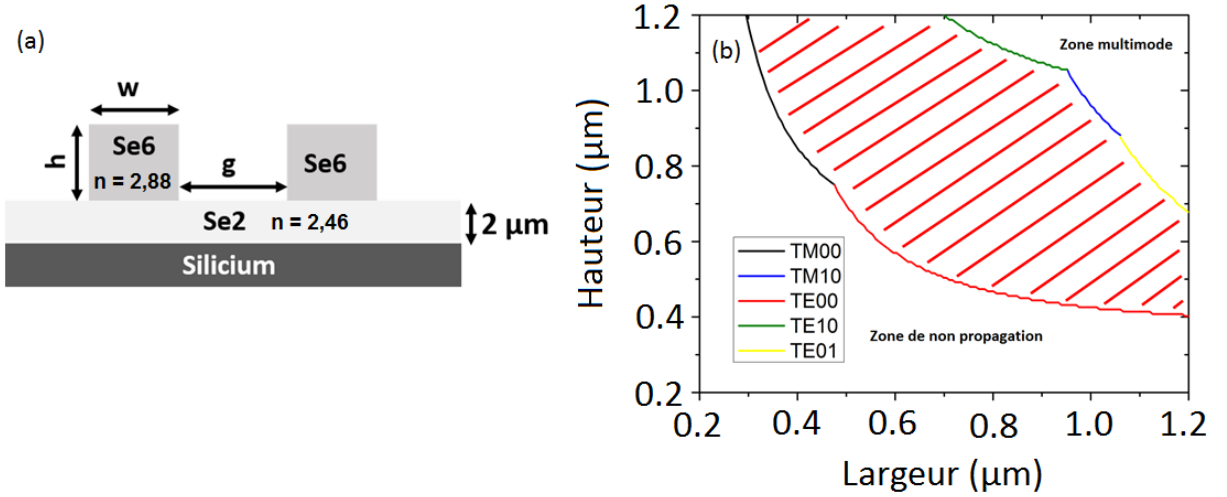 (a)
w
h
Se6
n = 2,88
g
Se6
Se2 n = 2,46
2 µm
Silicium
(b)
Zone multimode
Hauteur (µm)
1.2
1.0
0.8
0.6
0.4
0.2
TM00
TM10
TE00
TE10
TE01
Zone de non propagation
0.2 0.4 0.6 0.8 1.0 1.2
Largeur (µm)